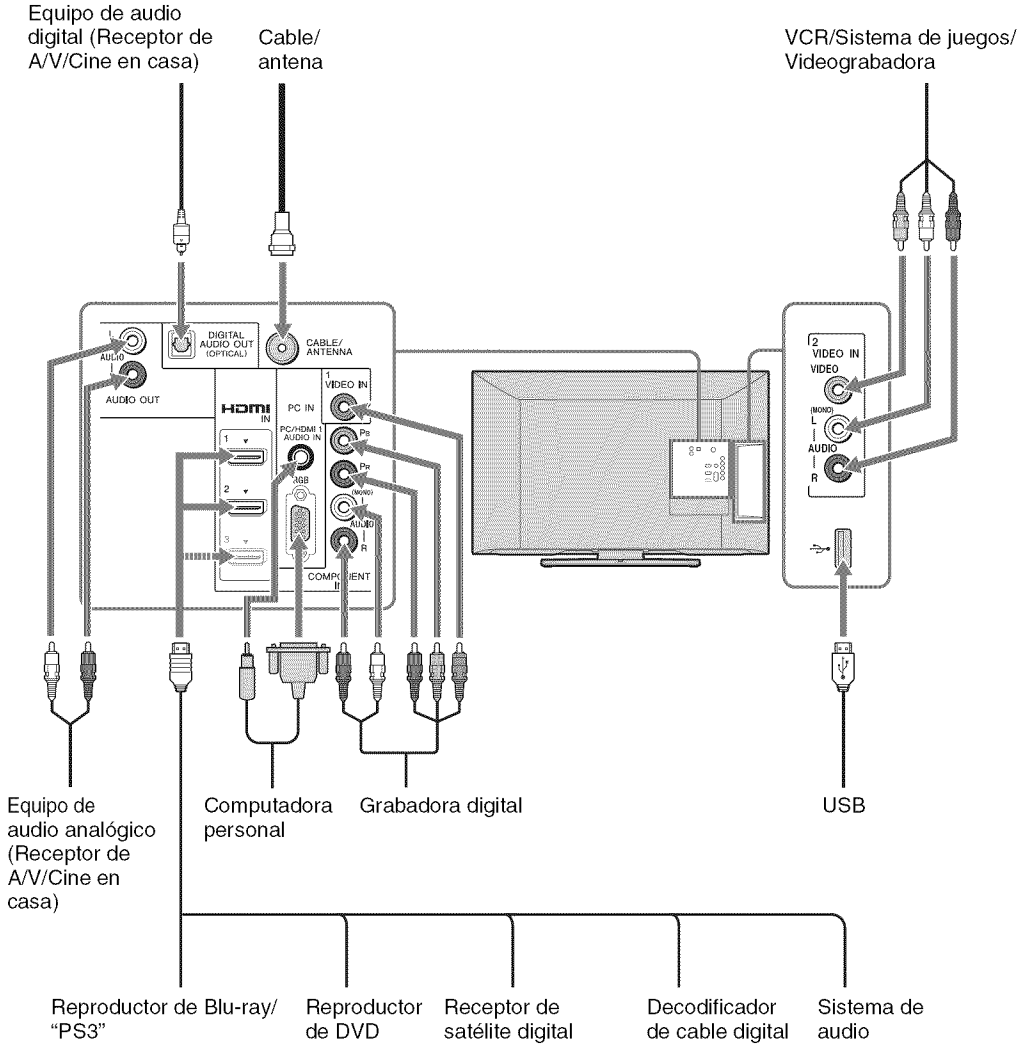 Equipo de audio
digital (Receptor de
A/V/Cine en casa)
Cable/
antena
VCR/Sistema de juegos/
Videograbadora
AUDIO
AUDIO OUT
DIGITAL
AUDIO OUT
(OPTICAL)
CABLE/
ANTENNA
HDMI
IN
1
2
3
PC IN
PC/HDMI 1
AUDIO IN
RGB
1
VIDEO IN
PB
PR
(MONO)
AUDIO
R
COMPONENT
IN
2
VIDEO IN
VIDEO
(MONO)
L
AUDIO
R
Equipo de
audio analógico
(Receptor de
A/V/Cine en
casa)
Computadora
personal
Grabadora digital
USB
Reproductor de Blu-ray/
“PS3”
Reproductor
de DVD
Receptor de
satélite digital
Decodificador
de cable digital
Sistema de
audio